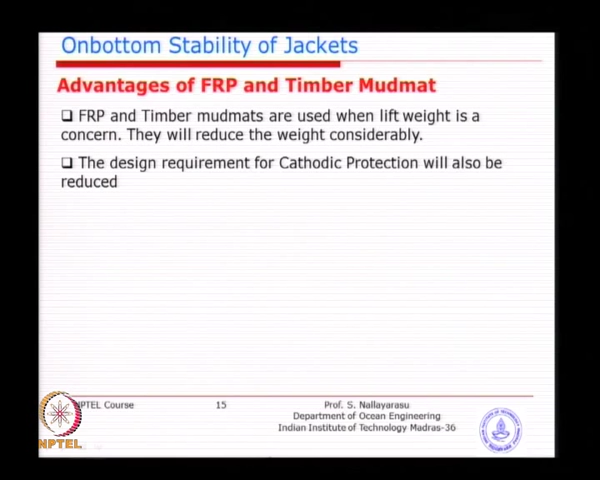 Onbottom Stability of Jackets
Advantages of FRP and Timber Mudmat
FRP and Timber mudmats are used when lift weight is a
concern. They will reduce the weight considerably.
The design requirement for Cathodic Protection will also be
reduced
NPTEL Course 15 Prof. S. Nallayarasu
Department of Ocean Engineering
Indian Institute of Technology Madras-36
NPTEL